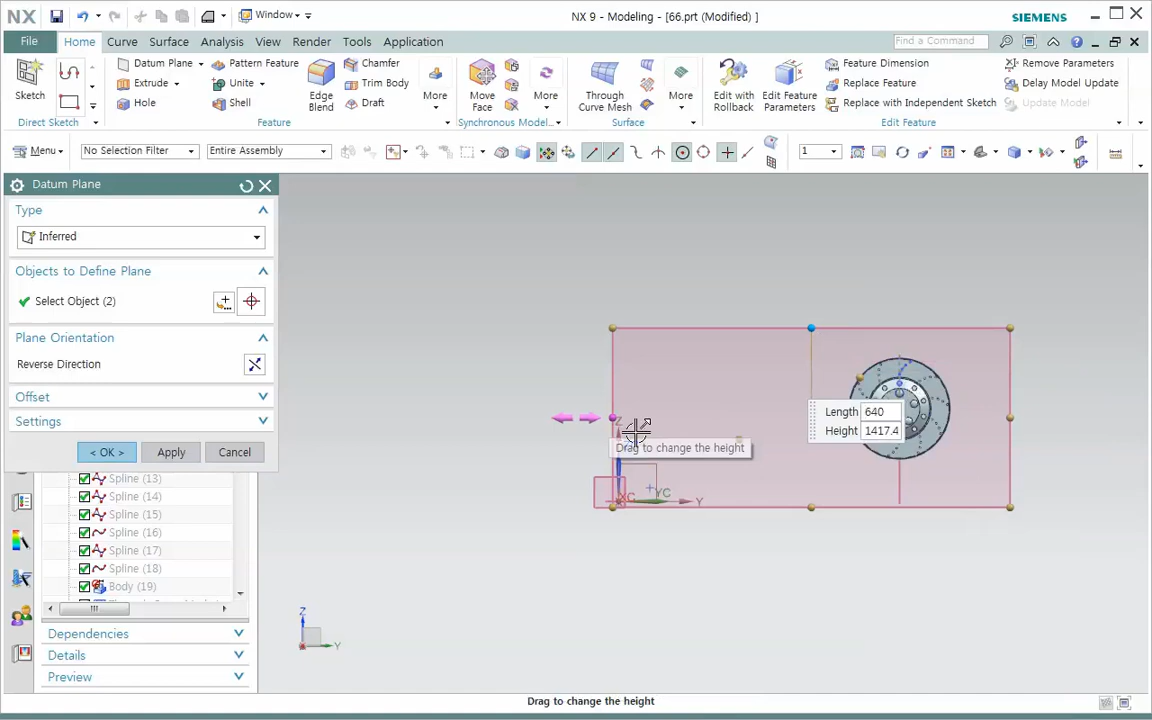 NX
Window
NX 9 - Modeling - [66.prt (Modified) ]
SIEMENS
File
Home
Curve
Surface
Analysis
View
Render
Tools
Application
Find a Command
Sketch
Datum Plane
Extrude
Hole
Pattern Feature
Unite
Shell
Edge
Blend
Chamfer
Trim Body
Draft
More
Move
Face
More
Through
Curve Mesh
More
Edit with
Rollback
Edit Feature
Parameters
Feature Dimension
Replace Feature
Replace with Independent Sketch
Remove Parameters
Delay Model Update
Update Model
Direct Sketch
Feature
Synchronous Model...
Surface
Edit Feature
Menu
No Selection Filter
Entire Assembly
1
Datum Plane
Type
Inferred
Objects to Define Plane
Select Object (2)
Plane Orientation
Reverse Direction
Offset
Settings
< OK >
Apply
Cancel
Spline (13)
Spline (14)
Spline (15)
Spline (16)
Spline (17)
Spline (18)
Body (19)
Dependencies
Details
Preview
Length 640
Height 1417.4
Drag to change the height
Z
XC
YC
Y
Z
Y
Drag to change the height